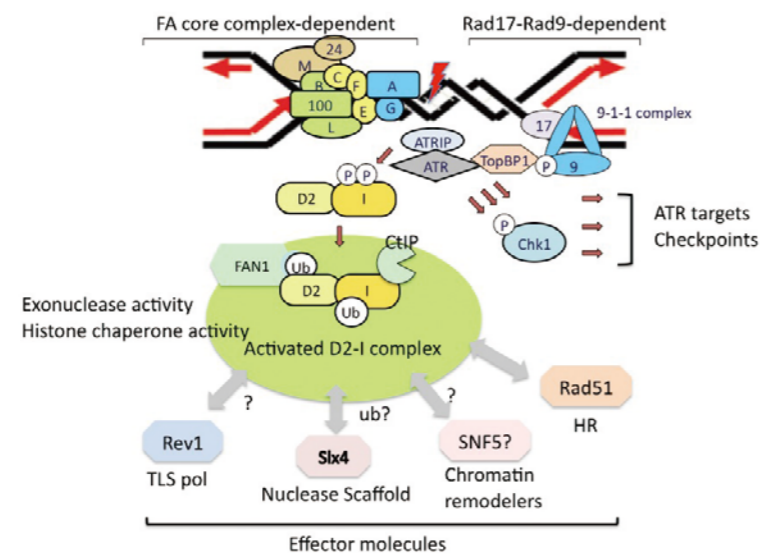 FA core complex-dependent
Rad17-Rad9-dependent
24
M
B
C
F
A
100
E
G
L
17
9-1-1 complex
ATRIP
ATR
TopBP1
P
9
P P
D2
I
P
Chk1
ATR targets
Checkpoints
CtIP
FAN1
Ub
D2
I
Ub
Exonuclease activity
Histone chaperone activity
Activated D2-I complex
?
ub?
?
Rad51
HR
Rev1
TLS pol
Slx4
Nuclease Scaffold
SNF5?
Chromatin
remodelers
Effector molecules